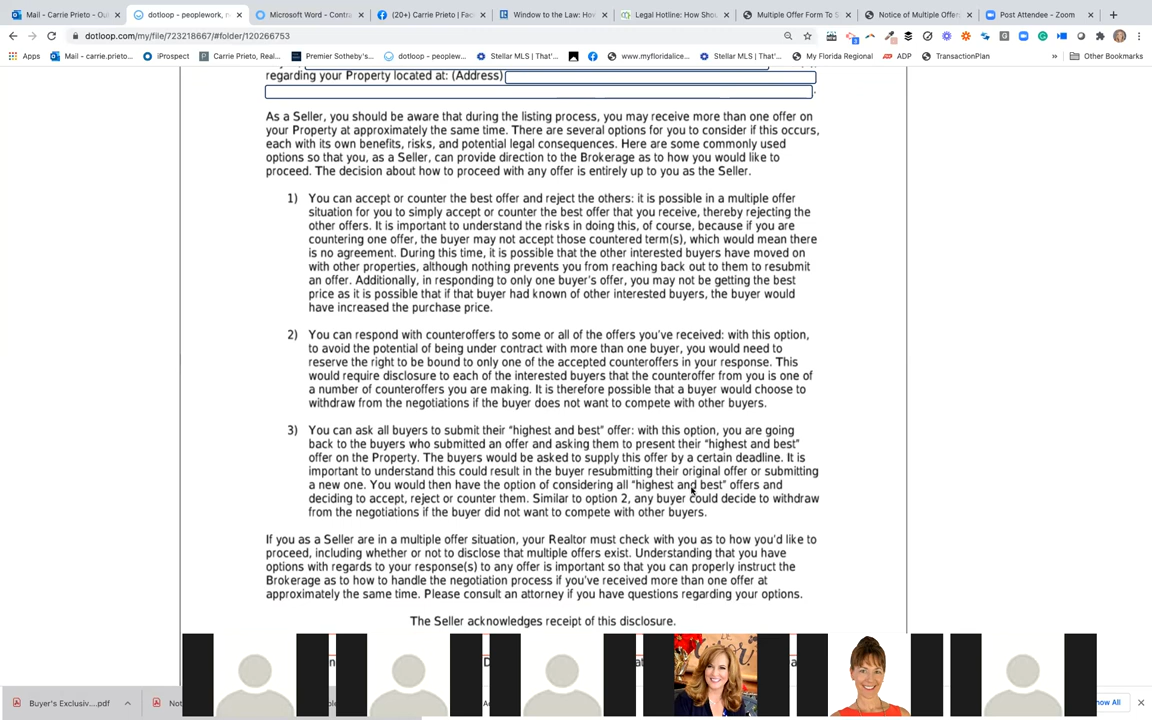 Mail - Carrie Prieto - Ou
dotloop - peoplework, n
Microsoft Word - Contra
(20+) Carrie Prieto | Fac
Window to the Law: How
Legal Hotline: How Shou
Multiple Offer Form To S
Notice of Multiple Offer
Post Attendee - Zoom
dotloop.com/my/file/723218667/#folder/120266753
Apps
Mail - carrie.prieto...
iProspect
Carrie Prieto, Real...
Premier Sotheby's...
dotloop - peoplew...
Stellar MLS | That'...
www.myfloridalice...
Stellar MLS | That'...
My Florida Regional
ADP
TransactionPlan
Other Bookmarks
regarding your Property located at: (Address)
.
As a Seller, you should be aware that during the listing process, you may receive more than one offer on
your Property at approximately the same time. There are several options for you to consider if this occurs,
each with its own benefits, risks, and potential legal consequences. Here are some commonly used
options so that you, as a Seller, can provide direction to the Brokerage as to how you would like to
proceed. The decision about how to proceed with any offer is entirely up to you as the Seller.
1) You can accept or counter the best offer and reject the others: it is possible in a multiple offer
situation for you to simply accept or counter the best offer that you receive, thereby rejecting the
other offers. It is important to understand the risks in doing this, of course, because if you are
countering one offer, the buyer may not accept those countered term(s), which would mean there
is no agreement. During this time, it is possible that the other interested buyers have moved on
with other properties, although nothing prevents you from reaching back out to them to resubmit
an offer. Additionally, in responding to only one buyer's offer, you may not be getting the best
price as it is possible that if that buyer had known of other interested buyers, the buyer would
have increased the purchase price.
2) You can respond with counteroffers to some or all of the offers you've received: with this option,
to avoid the potential of being under contract with more than one buyer, you would need to
reserve the right to be bound to only one of the accepted counteroffers in your response. This
would require disclosure to each of the interested buyers that the counteroffer from you is one of
a number of counteroffers you are making. It is therefore possible that a buyer would choose to
withdraw from the negotiations if the buyer does not want to compete with other buyers.
3) You can ask all buyers to submit their "highest and best" offer: with this option, you are going
back to the buyers who submitted an offer and asking them to present their "highest and best"
offer on the Property. The buyers would be asked to supply this offer by a certain deadline. It is
important to understand this could result in the buyer resubmitting their original offer or submitting
a new one. You would then have the option of considering all "highest and best" offers and
deciding to accept, reject or counter them. Similar to option 2, any buyer could decide to withdraw
from the negotiations if the buyer did not want to compete with other buyers.
If you as a Seller are in a multiple offer situation, your Realtor must check with you as to how you'd like to
proceed, including whether or not to disclose that multiple offers exist. Understanding that you have
options with regards to your response(s) to any offer is important so that you can properly instruct the
Brokerage as to how to handle the negotiation process if you've received more than one offer at
approximately the same time. Please consult an attorney if you have questions regarding your options.
The Seller acknowledges receipt of this disclosure.
Buyer's Exclusiv....pdf
Not
how All